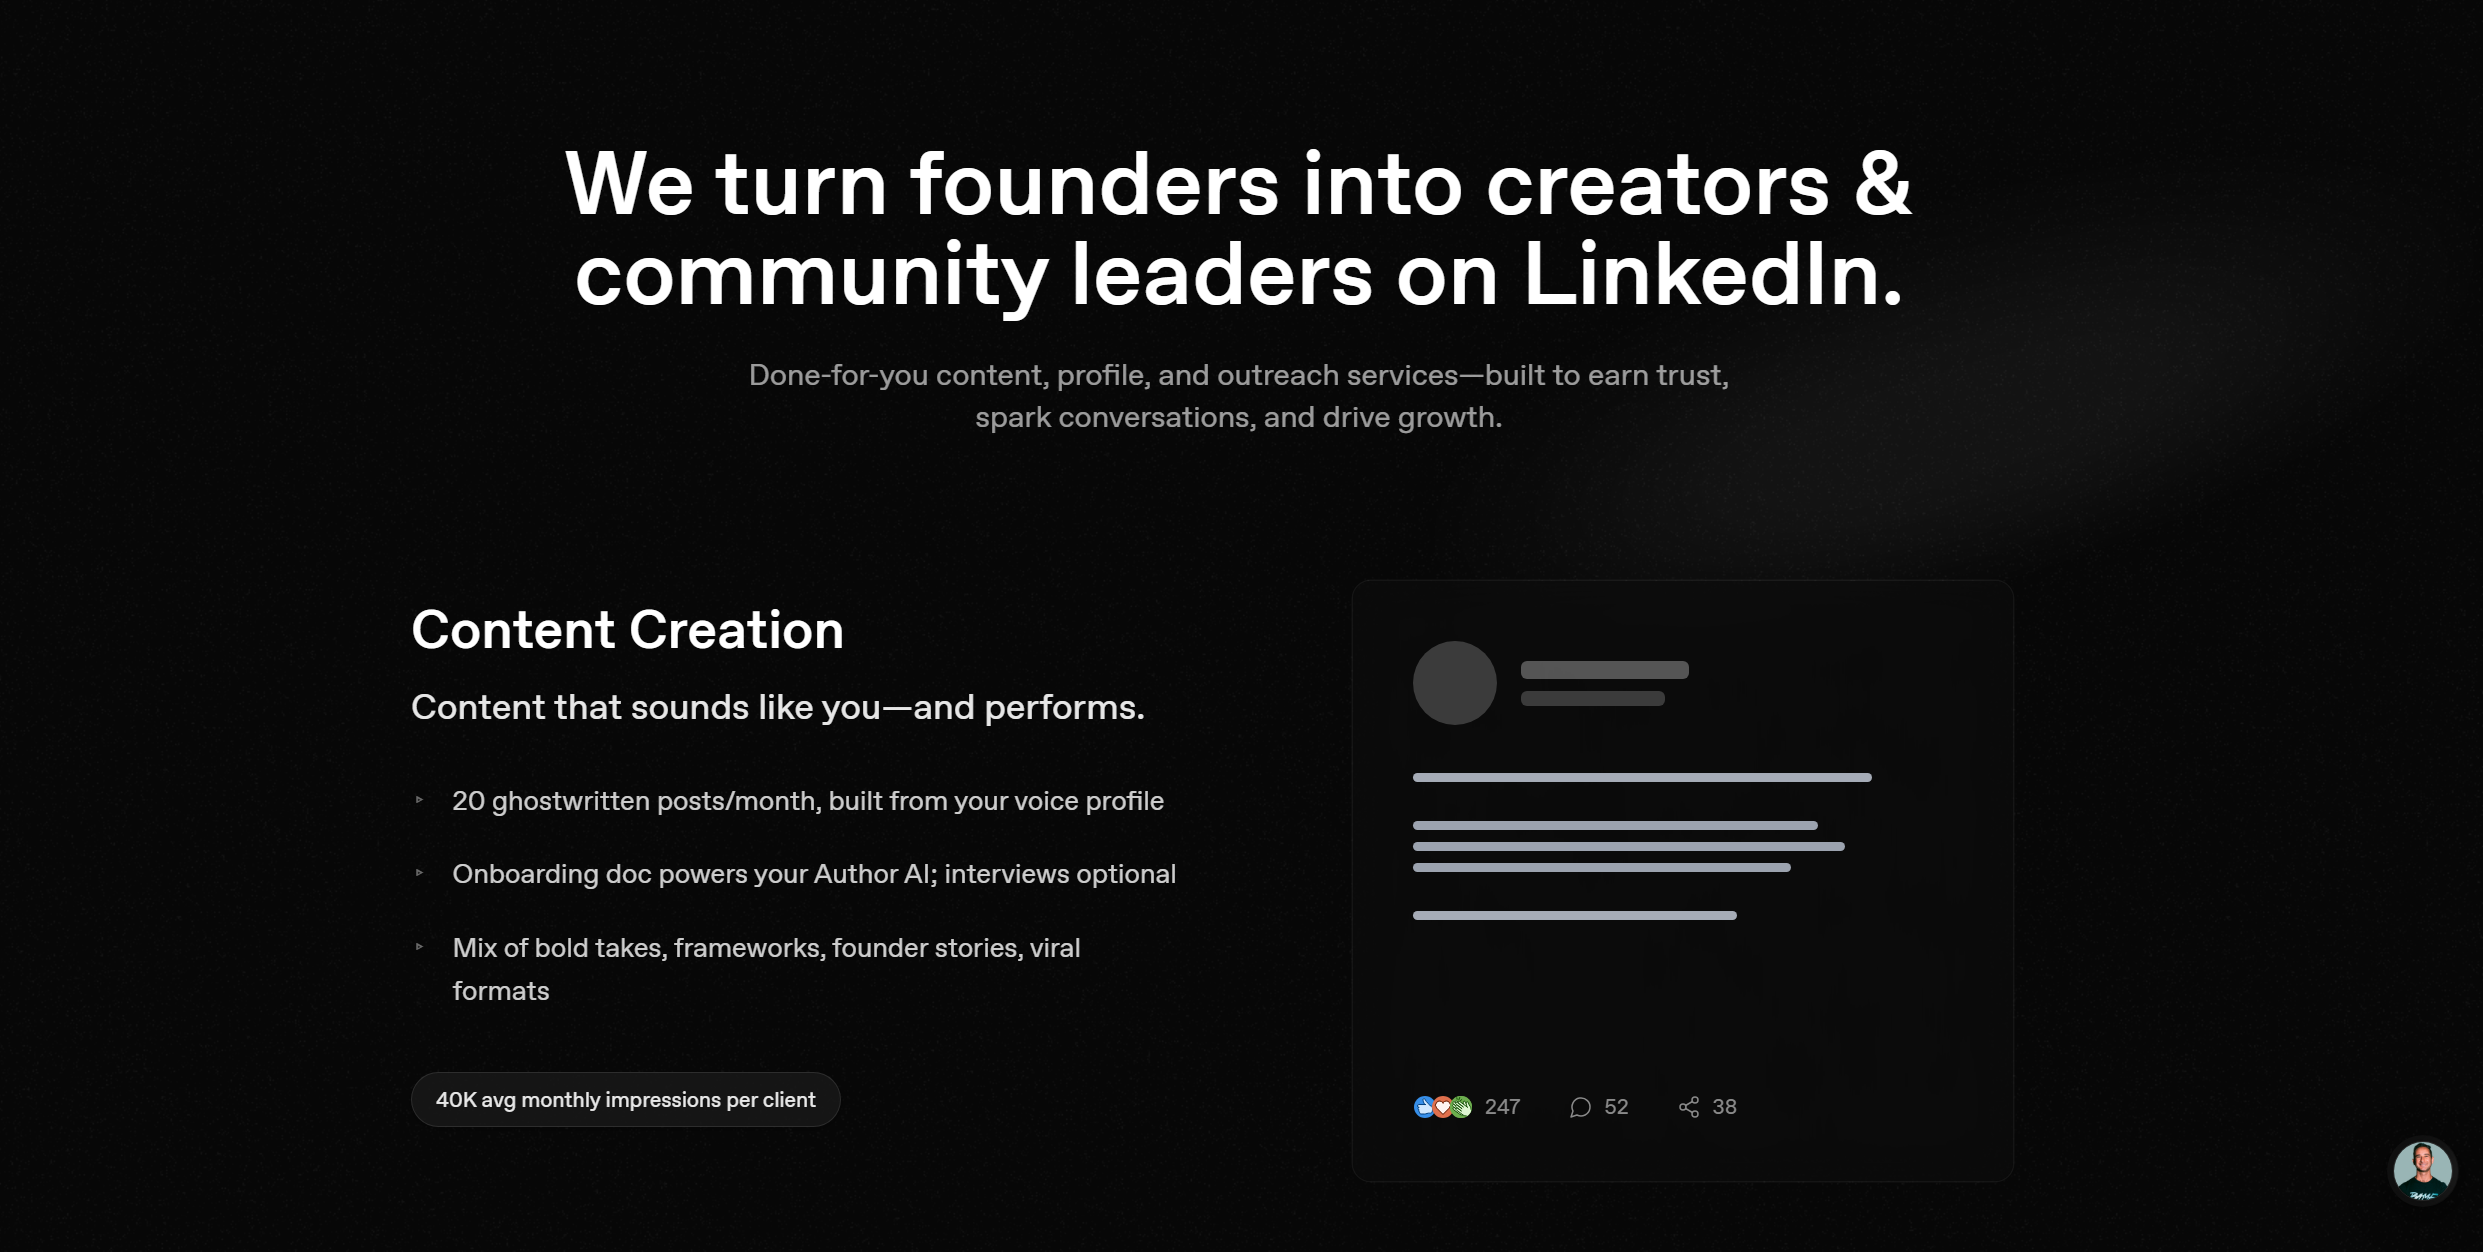 We turn founders into creators &
community leaders on LinkedIn.
Done-for-you content, profile, and outreach services—built to earn trust,
spark conversations, and drive growth.
Content Creation
Content that sounds like you—and performs.
20 ghostwritten posts/month, built from your voice profile
Onboarding doc powers your Author AI; interviews optional
Mix of bold takes, frameworks, founder stories, viral
formats
40K avg monthly impressions per client
247 52 38